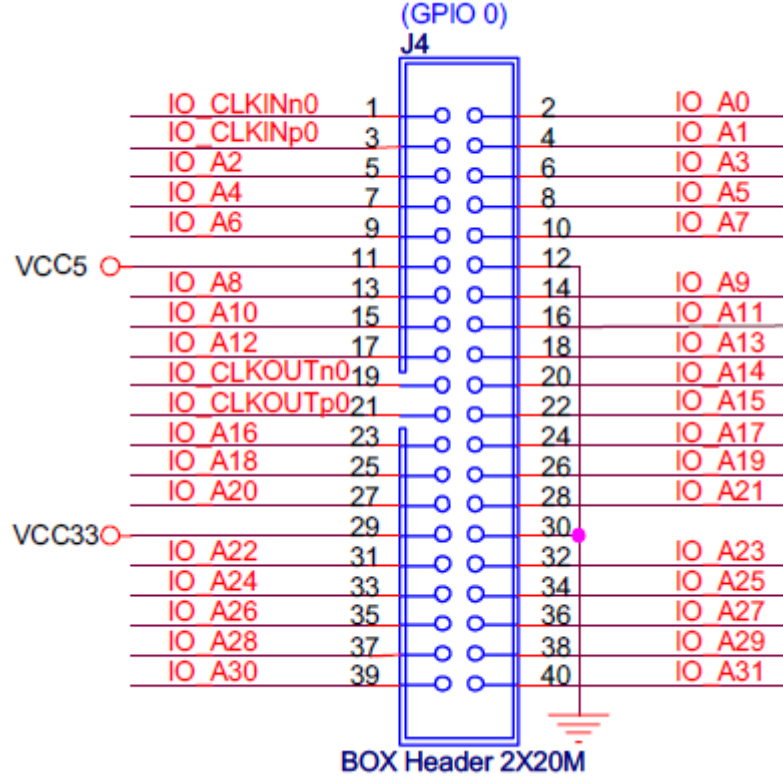 (GPIO 0)
J4
IO_CLKINn0 1 2 IO_A0
IO_CLKINp0 3 4 IO_A1
IO_A2 5 6 IO_A3
IO_A4 7 8 IO_A5
IO_A6 9 10 IO_A7
VCC5 11 12
IO_A8 13 14 IO_A9
IO_A10 15 16 IO_A11
IO_A12 17 18 IO_A13
IO_CLKOUTn0 19 20 IO_A14
IO_CLKOUTp0 21 22 IO_A15
IO_A16 23 24 IO_A17
IO_A18 25 26 IO_A19
IO_A20 27 28 IO_A21
VCC33 29 30
IO_A22 31 32 IO_A23
IO_A24 33 34 IO_A25
IO_A26 35 36 IO_A27
IO_A28 37 38 IO_A29
IO_A30 39 40 IO_A31
BOX Header 2X20M